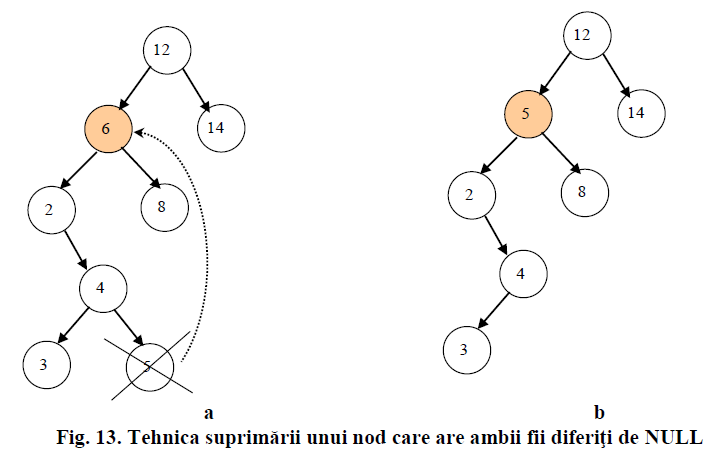 12 12
6 14 5 14
2 8 2 8
4 4
3 5 3
a b
Fig. 13. Tehnica suprimării unui nod care are ambii fii diferiţi de NULL